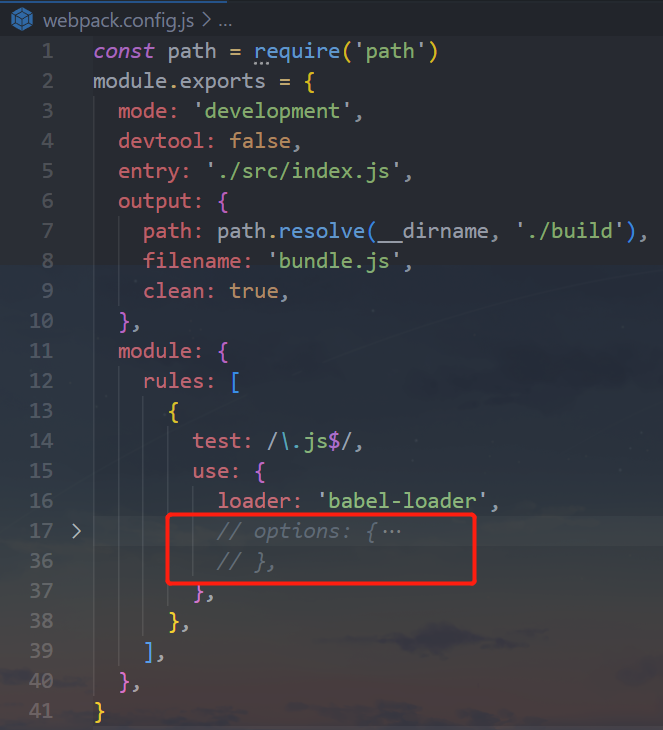 webpack.config.js > ...
1 const path = require('path')
2 module.exports = {
3 mode: 'development',
4 devtool: false,
5 entry: './src/index.js',
6 output: {
7 path: path.resolve(__dirname, './build'),
8 filename: 'bundle.js',
9 clean: true,
10 },
11 module: {
12 rules: [
13 {
14 test: /\.js$/,
15 use: {
16 loader: 'babel-loader',
17 > // options: {···
36 // },
37 },
38 },
39 ],
40 },
41 }